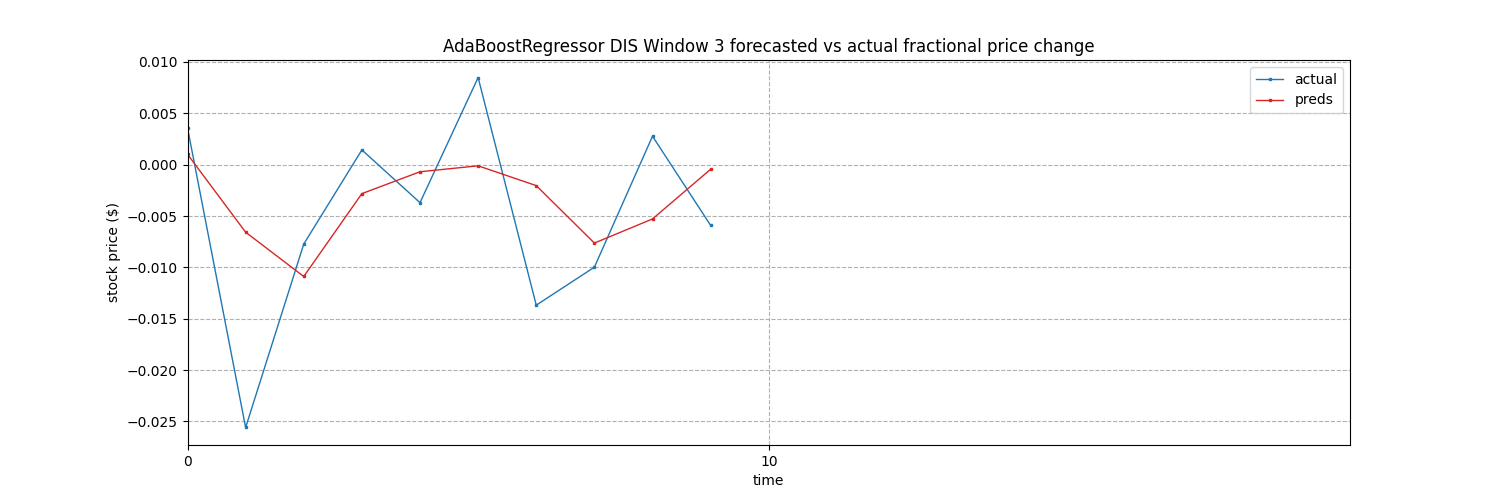 AdaBoostRegressor DIS Window 3 forecasted vs actual fractional price change
actual
preds
0.010
0.005
0.000
−0.005
−0.010
−0.015
−0.020
−0.025
stock price ($)
0
10
time